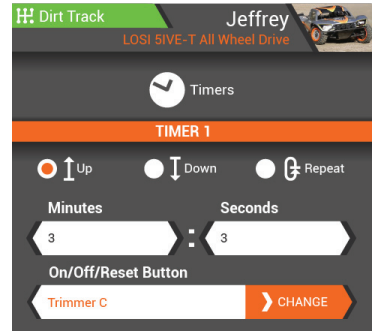 Dirt Track
Jeffrey
LOSI 5IVE-T All Wheel Drive
Timers
TIMER 1
Up Down Repeat
Minutes Seconds
3 : 3
On/Off/Reset Button
Trimmer C CHANGE